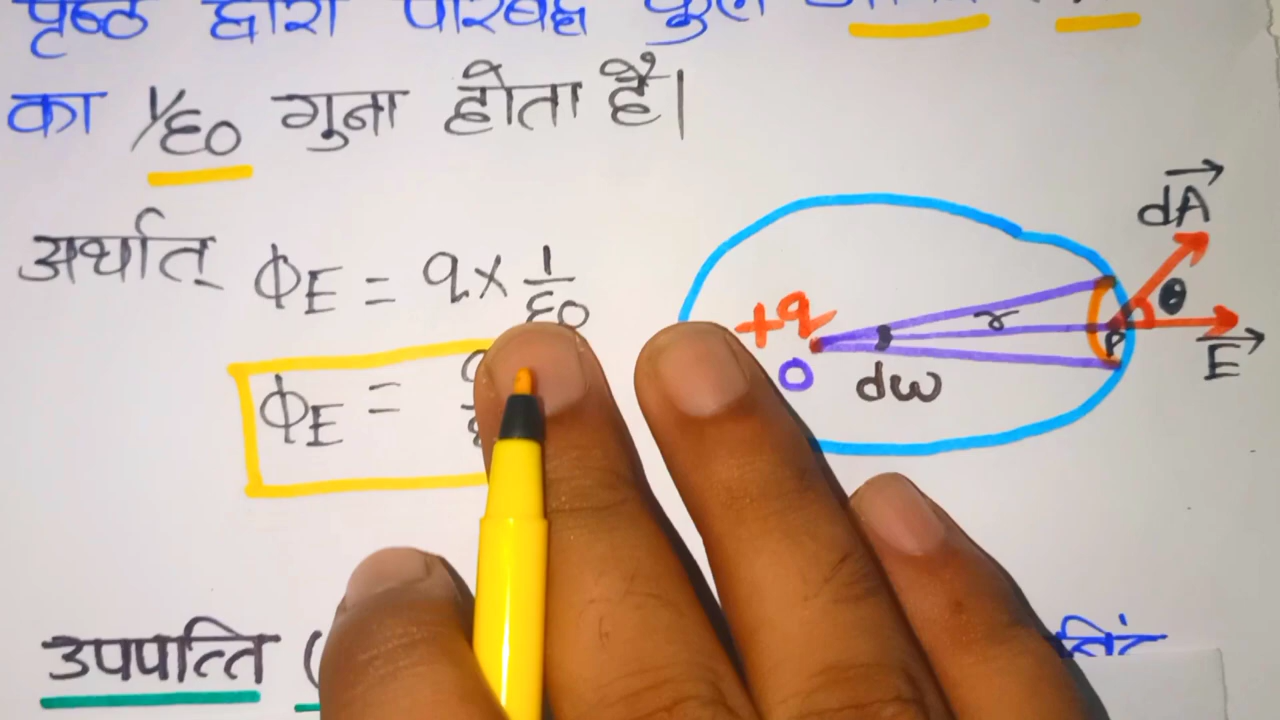 पृष्ठ द्वारा परिबद्ध कुल
का 1/ε0 गुना होता है।
अर्थात् ΦE = q × 1/ε0
ΦE =
dA
+q
O
r
dω
P
θ
E
उपपत्ति (